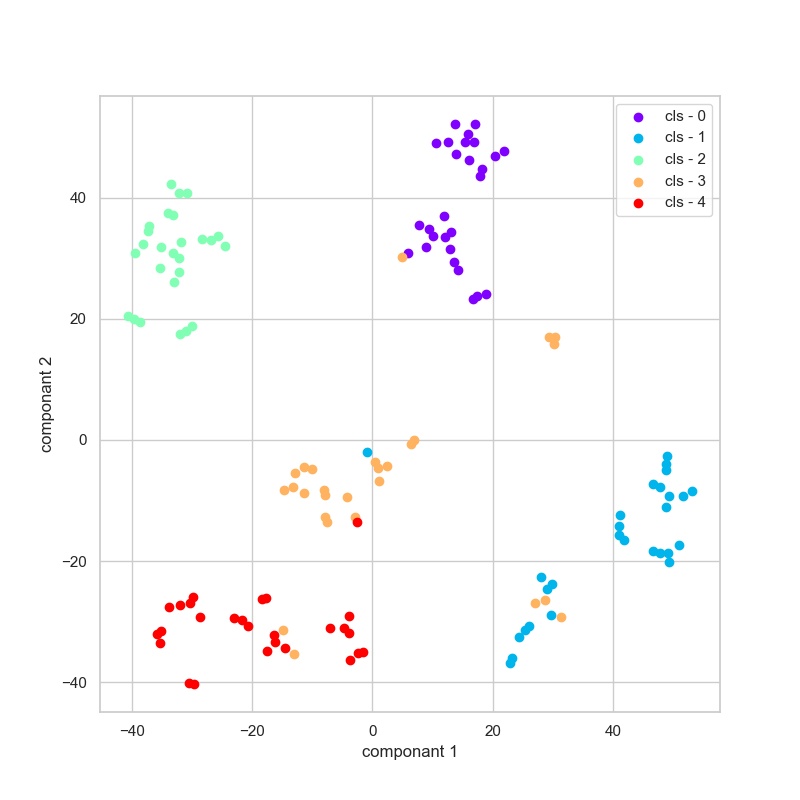 cls - 0
cls - 1
cls - 2
cls - 3
cls - 4
40
20
0
−20
−40
componant 2
−40
−20
0
20
40
componant 1